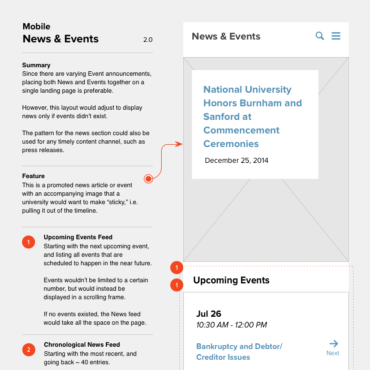 Mobile
News & Events 2.0
Summary
Since there are varying Event announcements,
placing both News and Events together on a
single landing page is preferable.
However, this layout would adjust to display
news only if events didn't exist.
The pattern for the news section could also be
used for any timely content channel, such as
press releases.
Feature
This is a promoted news article or event
with an accompanying image that a
university would want to make "sticky," i.e.
pulling it out of the timeline.
1
Upcoming Events Feed
Starting with the next upcoming event,
and listing all events that are
scheduled to happen in the near future.
Events wouldn't be limited to a certain
number, but would instead be
displayed in a scrolling frame.
If no events existed, the News feed
would take all the space on the page.
2
Chronological News Feed
Starting with the most recent, and
going back ~ 40 entries.
News & Events
National University
Honors Burnham and
Sanford at
Commencement
Ceremonies
December 25, 2014
1
1
Upcoming Events
Jul 26
10:30 AM - 12:00 PM
Bankruptcy and Debtor/
Creditor Issues
Next